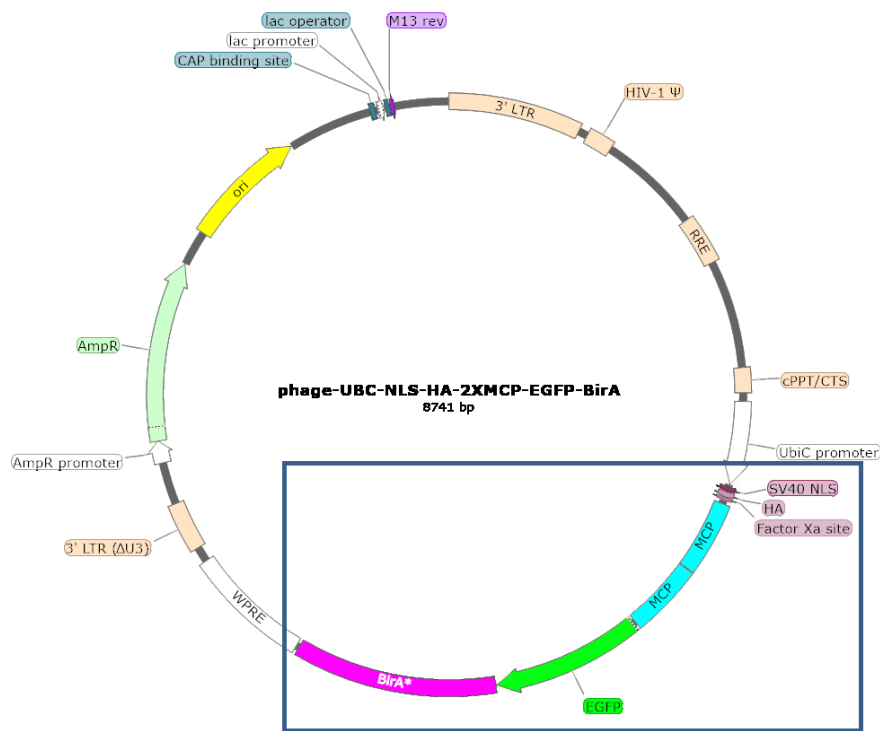 lac operator
M13 rev
lac promoter
CAP binding site
3' LTR
HIV-1 Ψ
ori
RRE
AmpR
cPPT/CTS
phage-UBC-NLS-HA-2XMCP-EGFP-BirA
8741 bp
UbiC promoter
AmpR promoter
SV40 NLS
HA
Factor Xa site
MCP
3' LTR (ΔU3)
MCP
WPRE
BirA*
EGFP